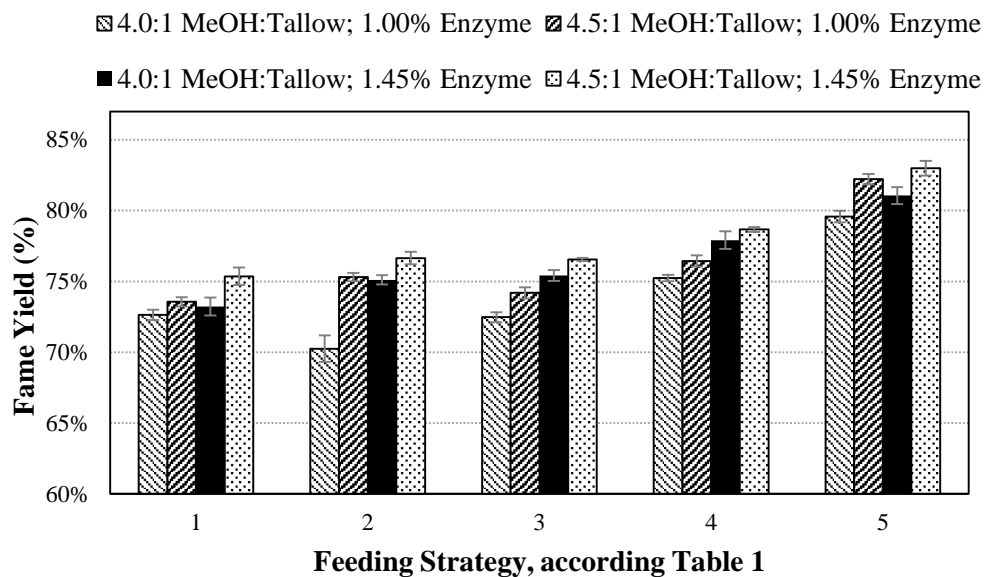 4.0:1 MeOH:Tallow; 1.00% Enzyme 4.5:1 MeOH:Tallow; 1.00% Enzyme
4.0:1 MeOH:Tallow; 1.45% Enzyme 4.5:1 MeOH:Tallow; 1.45% Enzyme
85%
80%
75%
70%
65%
60%
Fame Yield (%)
1 2 3 4 5
Feeding Strategy, according Table 1